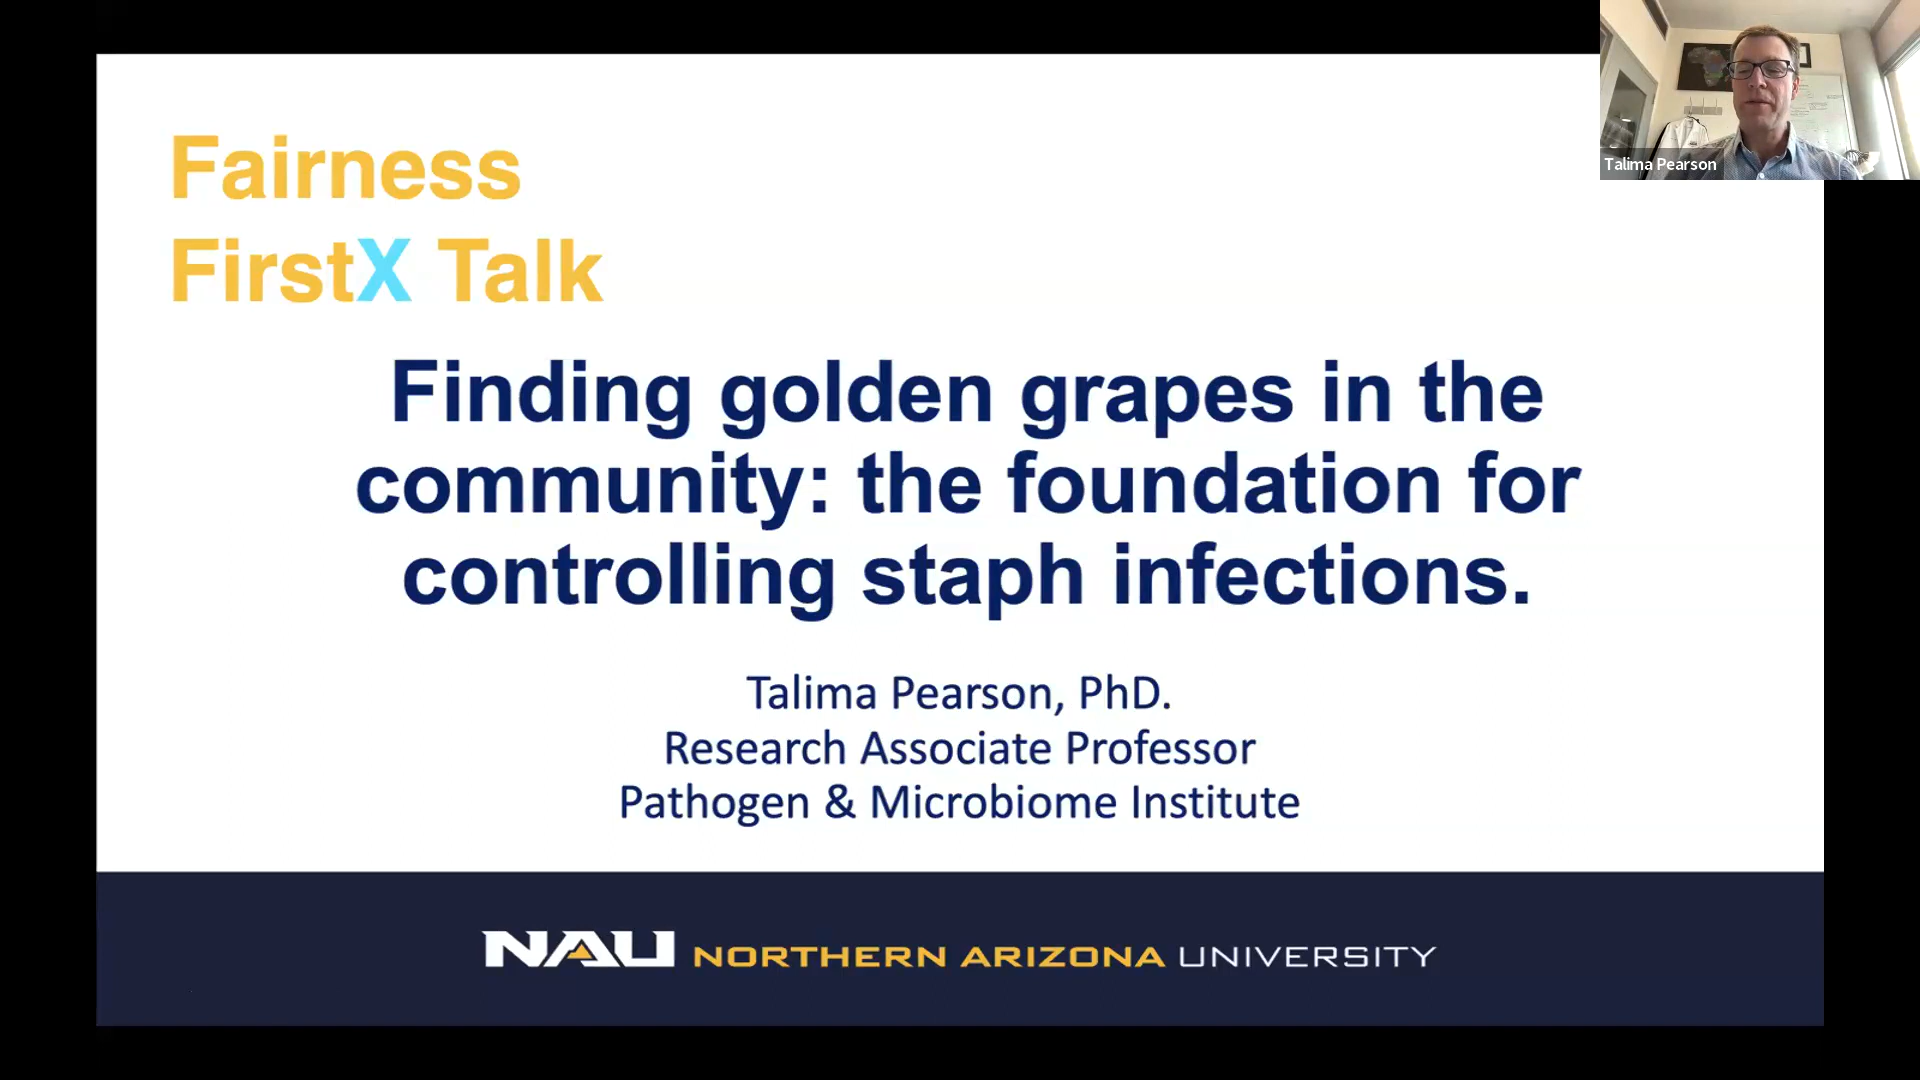 Fairness
FirstX Talk
Finding golden grapes in the
community: the foundation for
controlling staph infections.
Talima Pearson, PhD.
Research Associate Professor
Pathogen & Microbiome Institute
NAU NORTHERN ARIZONA UNIVERSITY
Talima Pearson